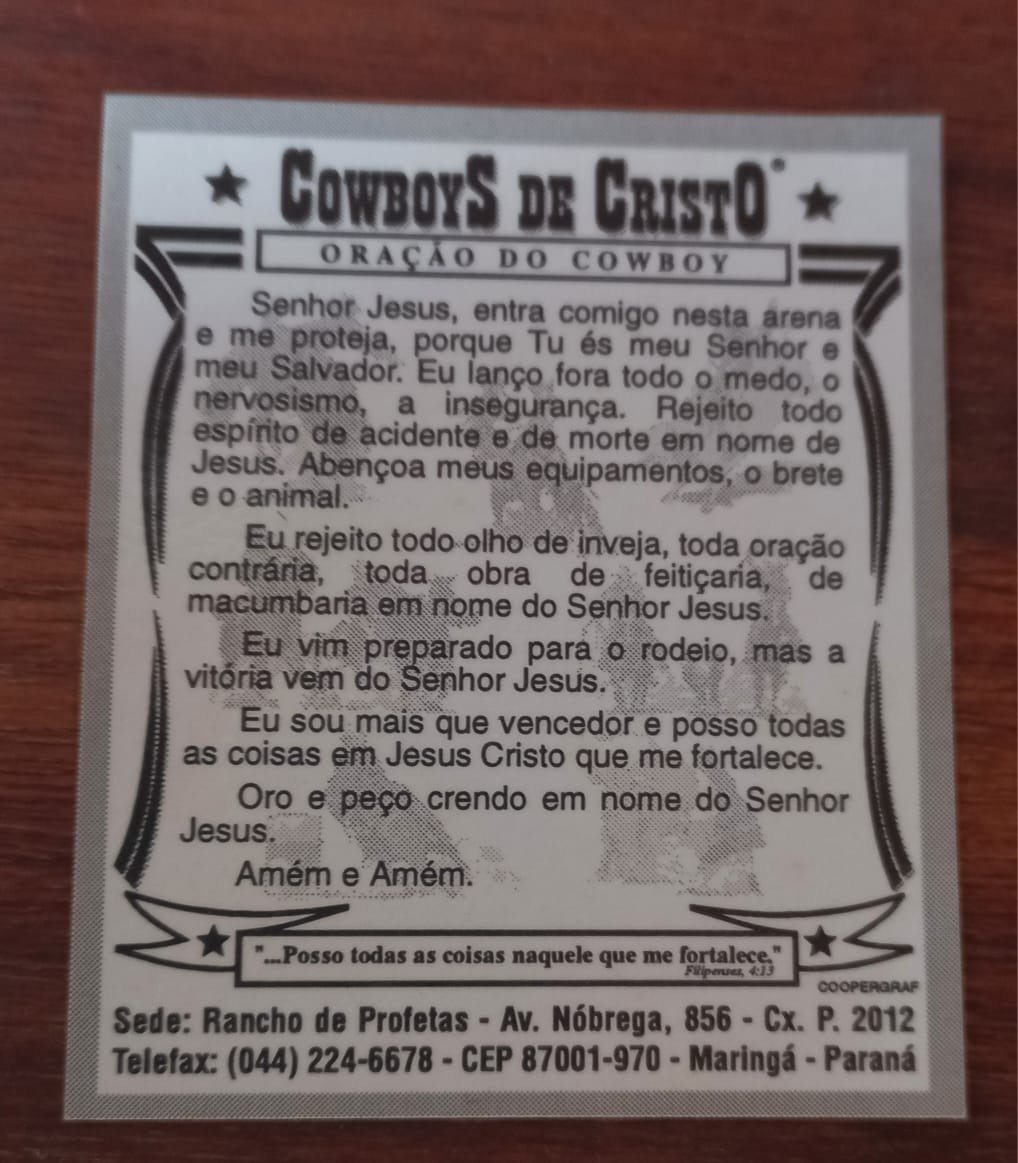 COWBOYS DE CRISTO®
ORAÇÃO DO COWBOY
Senhor Jesus, entra comigo nesta arena
e me proteja, porque Tu és meu Senhor e
meu Salvador. Eu lanço fora todo o medo, o
nervosismo, a insegurança. Rejeito todo
espírito de acidente e de morte em nome de
Jesus. Abençoa meus equipamentos, o brete
e o animal.
Eu rejeito todo olho de inveja, toda oração
contrária, toda obra de feitiçaria, de
macumbaria em nome do Senhor Jesus.
Eu vim preparado para o rodeio, mas a
vitória vem do Senhor Jesus.
Eu sou mais que vencedor e posso todas
as coisas em Jesus Cristo que me fortalece.
Oro e peço crendo em nome do Senhor
Jesus.
Amém e Amém.
"...Posso todas as coisas naquele que me fortalece."
Filipenses, 4:13
COOPERGRAF
Sede: Rancho de Profetas - Av. Nóbrega, 856 - Cx. P. 2012
Telefax: (044) 224-6678 - CEP 87001-970 - Maringá - Paraná